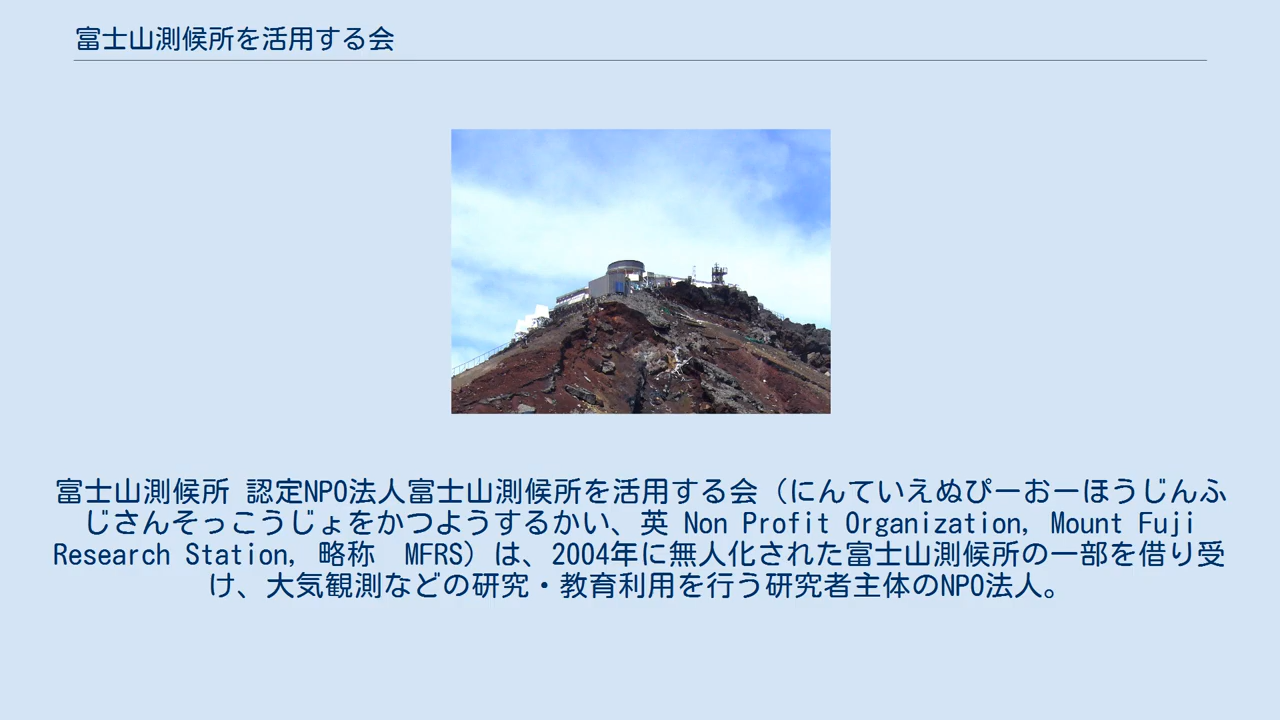 富士山測候所を活用する会
富士山測候所 認定NPO法人富士山測候所を活用する会（にんていえぬぴーおーほうじんふ
じさんそっこうじょをかつようするかい、英 Non Profit Organization, Mount Fuji
Research Station, 略称　MFRS）は、2004年に無人化された富士山測候所の一部を借り受
け、大気観測などの研究・教育利用を行う研究者主体のNPO法人。